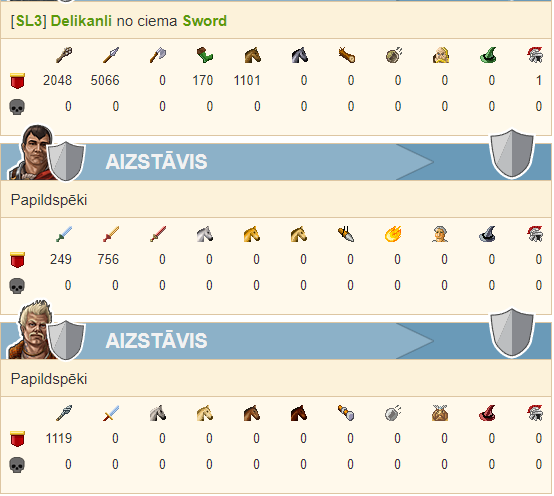 [SL3] Delikanli no ciema Sword
2048 5066 0 170 1101 0 0 0 0 0 1
0 0 0 0 0 0 0 0 0 0 0
AIZSTĀVIS
Papildspēki
249 756 0 0 0 0 0 0 0 0 0
0 0 0 0 0 0 0 0 0 0 0
AIZSTĀVIS
Papildspēki
1119 0 0 0 0 0 0 0 0 0 0
0 0 0 0 0 0 0 0 0 0 0